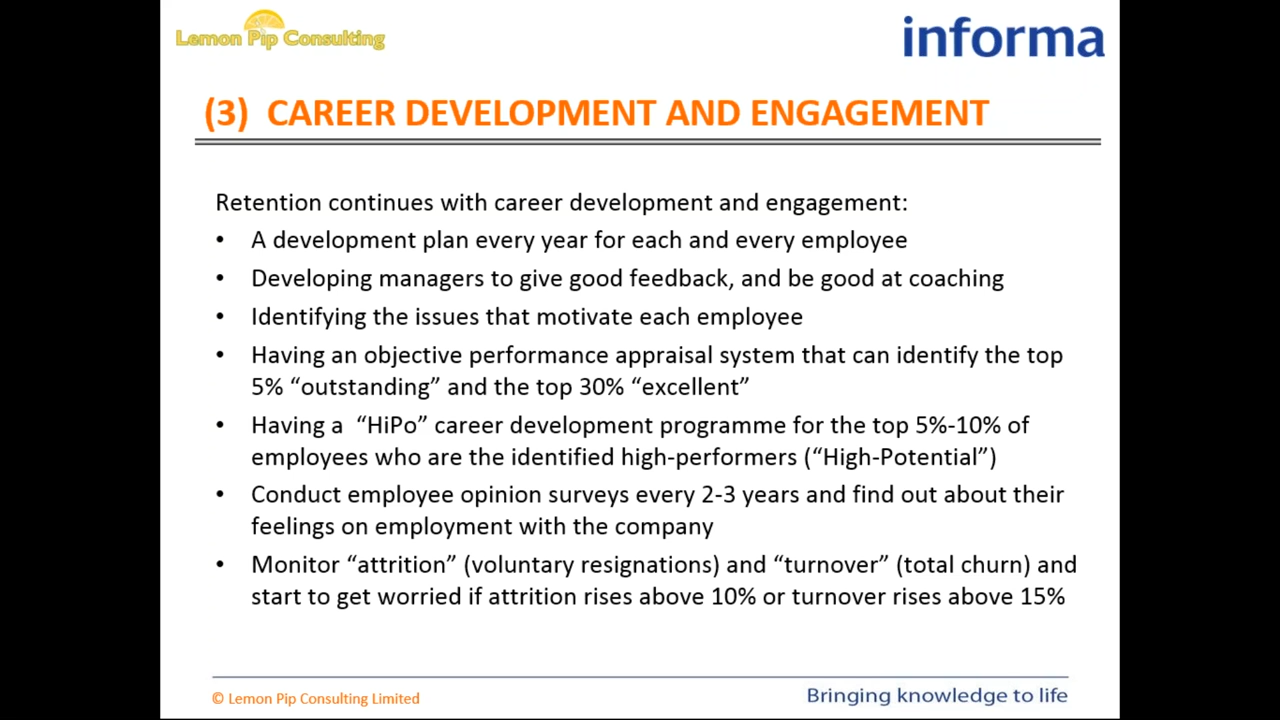 Lemon Pip Consulting
informa
(3) CAREER DEVELOPMENT AND ENGAGEMENT
Retention continues with career development and engagement:
• A development plan every year for each and every employee
• Developing managers to give good feedback, and be good at coaching
• Identifying the issues that motivate each employee
• Having an objective performance appraisal system that can identify the top
5% “outstanding” and the top 30% “excellent”
• Having a “HiPo” career development programme for the top 5%-10% of
employees who are the identified high-performers (“High-Potential”)
• Conduct employee opinion surveys every 2-3 years and find out about their
feelings on employment with the company
• Monitor “attrition” (voluntary resignations) and “turnover” (total churn) and
start to get worried if attrition rises above 10% or turnover rises above 15%
© Lemon Pip Consulting Limited
Bringing knowledge to life